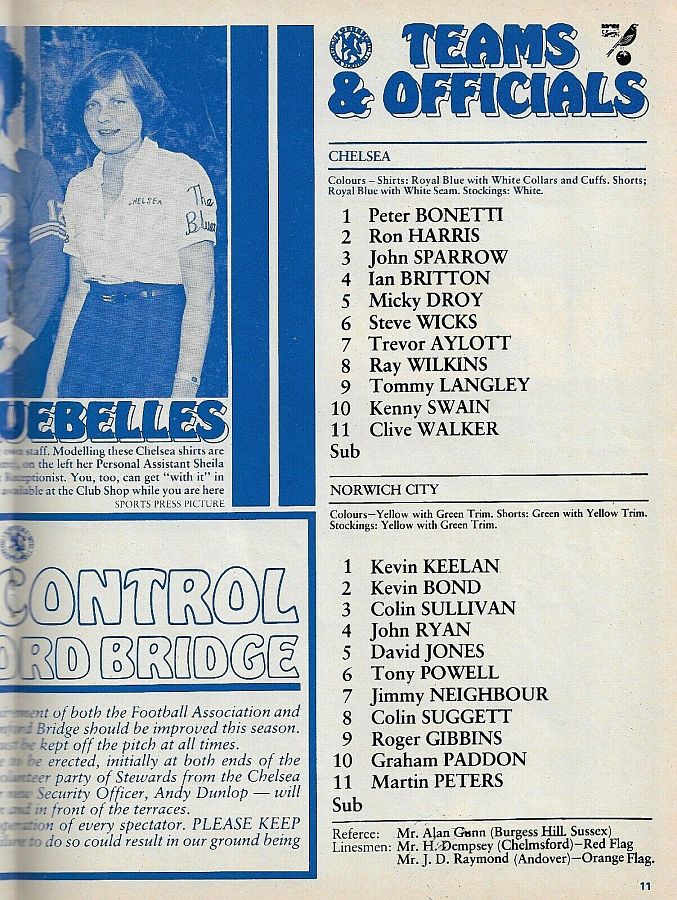 CHELSEA
The
Blues
UEBELLES
staff. Modelling these Chelsea shirts are
on the left her Personal Assistant Sheila
Receptionist. You, too, can get "with it" in
available at the Club Shop while you are here
SPORTS PRESS PICTURE
CONTROL
ORD BRIDGE
of both the Football Association and
Bridge should be improved this season.
be kept off the pitch at all times.
be erected, initially at both ends of the
party of Stewards from the Chelsea
Security Officer, Andy Dunlop — will
and in front of the terraces.
of every spectator. PLEASE KEEP
to do so could result in our ground being
TEAMS
& OFFICIALS
CHELSEA
Colours – Shirts: Royal Blue with White Collars and Cuffs. Shorts;
Royal Blue with White Seam. Stockings: White.
1 Peter BONETTI
2 Ron HARRIS
3 John SPARROW
4 Ian BRITTON
5 Micky DROY
6 Steve WICKS
7 Trevor AYLOTT
8 Ray WILKINS
9 Tommy LANGLEY
10 Kenny SWAIN
11 Clive WALKER
Sub
NORWICH CITY
Colours—Yellow with Green Trim. Shorts: Green with Yellow Trim.
Stockings: Yellow with Green Trim.
1 Kevin KEELAN
2 Kevin BOND
3 Colin SULLIVAN
4 John RYAN
5 David JONES
6 Tony POWELL
7 Jimmy NEIGHBOUR
8 Colin SUGGETT
9 Roger GIBBINS
10 Graham PADDON
11 Martin PETERS
Sub
Referee: Mr. Alan Gunn (Burgess Hill. Sussex)
Linesmen: Mr. H. Dempsey (Chelmsford)—Red Flag
Mr. J. D. Raymond (Andover)—Orange Flag.
11